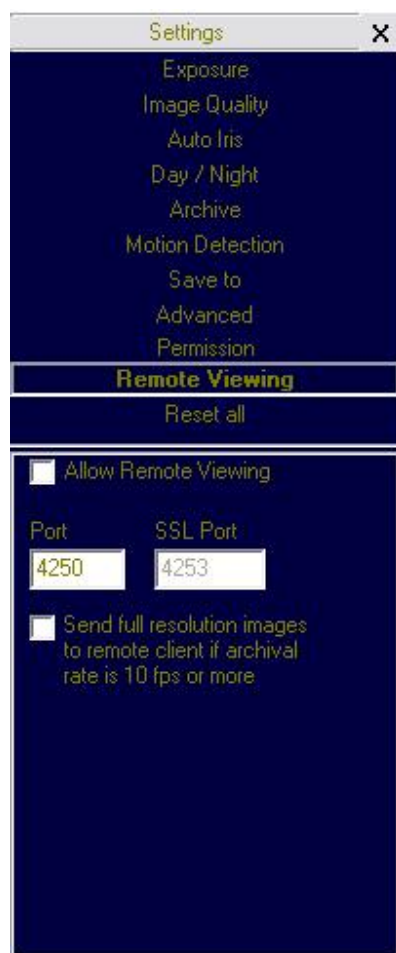 Settings X
Exposure
Image Quality
Auto Iris
Day / Night
Archive
Motion Detection
Save to
Advanced
Permission
Remote Viewing
Reset all
Allow Remote Viewing
Port SSL Port
4250 4253
Send full resolution images
to remote client if archival
rate is 10 fps or more